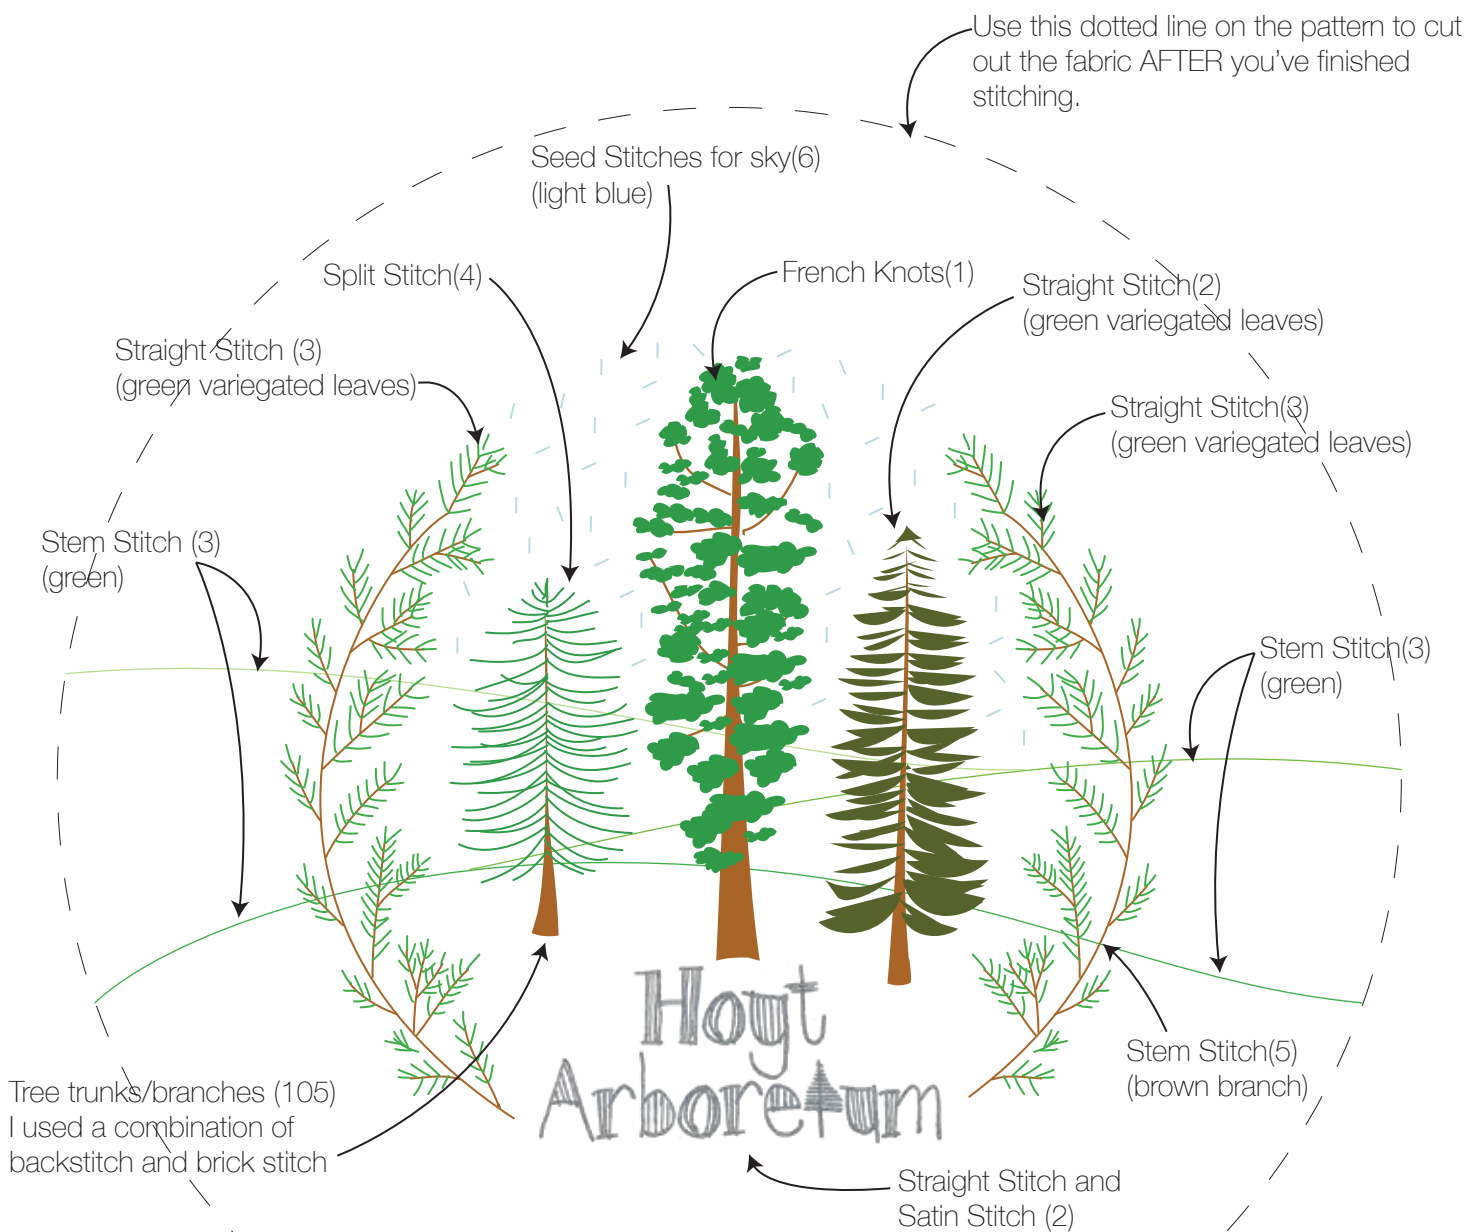 Use this dotted line on the pattern to cut
out the fabric AFTER you've finished
stitching.
Seed Stitches for sky(6)
(light blue)
Split Stitch(4)
French Knots(1)
Straight Stitch(2)
(green variegated leaves)
Straight Stitch (3)
(green variegated leaves)
Straight Stitch(3)
(green variegated leaves)
Stem Stitch (3)
(green)
Stem Stitch(3)
(green)
Hoyt
Arboretum
Stem Stitch(5)
(brown branch)
Tree trunks/branches (105)
I used a combination of
backstitch and brick stitch
Straight Stitch and
Satin Stitch (2)